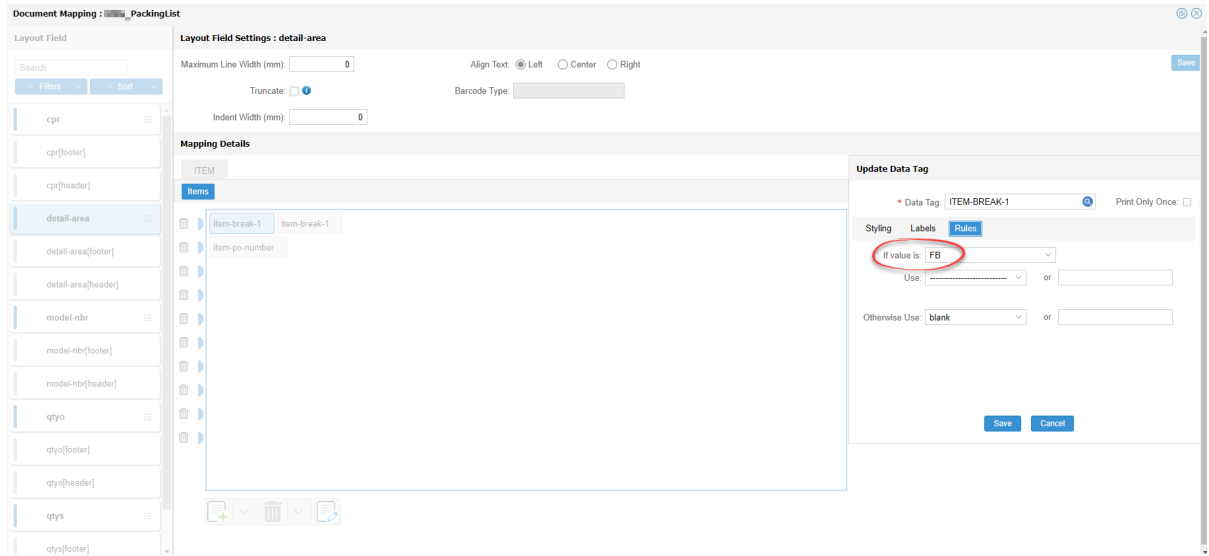 Document Mapping : _PackingList
Layout Field
Layout Field Settings : detail-area
Search
Filters
Sort
cpr
cpr[footer]
cpr[header]
detail-area
detail-area[footer]
detail-area[header]
model-nbr
model-nbr[footer]
model-nbr[header]
qtyo
qtyo[footer]
qtyo[header]
qtys
qtys[footer]
Maximum Line Width (mm): 0
Align Text: Left Center Right
Save
Truncate:
Barcode Type:
Indent Width (mm): 0
Mapping Details
ITEM
Items
item-break-1 item-break-1
item-po-number
Update Data Tag
* Data Tag: ITEM-BREAK-1
Print Only Once:
Styling Labels Rules
If value is: FB
Use: -------------------------- or
Otherwise Use: blank or
Save Cancel